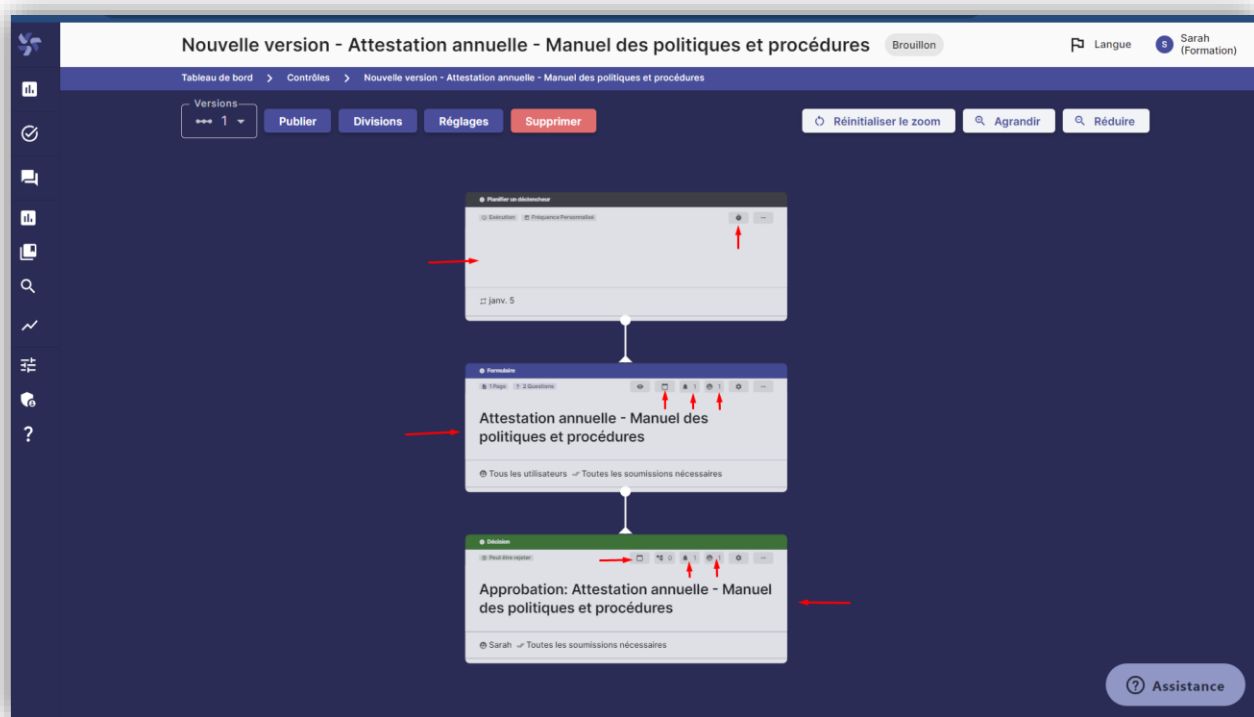 Nouvelle version - Attestation annuelle - Manuel des politiques et procédures Brouillon
Langue
S Sarah
(Formation)
Tableau de bord > Contrôles > Nouvelle version - Attestation annuelle - Manuel des politiques et procédures
Versions
1
Publier Divisions Réglages Supprimer
Réinitialiser le zoom Agrandir Réduire
Planifier un déclencheur
Exécution Fréquence Personnalisé
janv. 5
Formulaire
1 Page ? 2 Questions 1 1
Attestation annuelle - Manuel des
politiques et procédures
Tous les utilisateurs Toutes les soumissions nécessaires
Décision
Peut être rejeter 0 1 1
Approbation: Attestation annuelle - Manuel
des politiques et procédures
Sarah Toutes les soumissions nécessaires
? Assistance